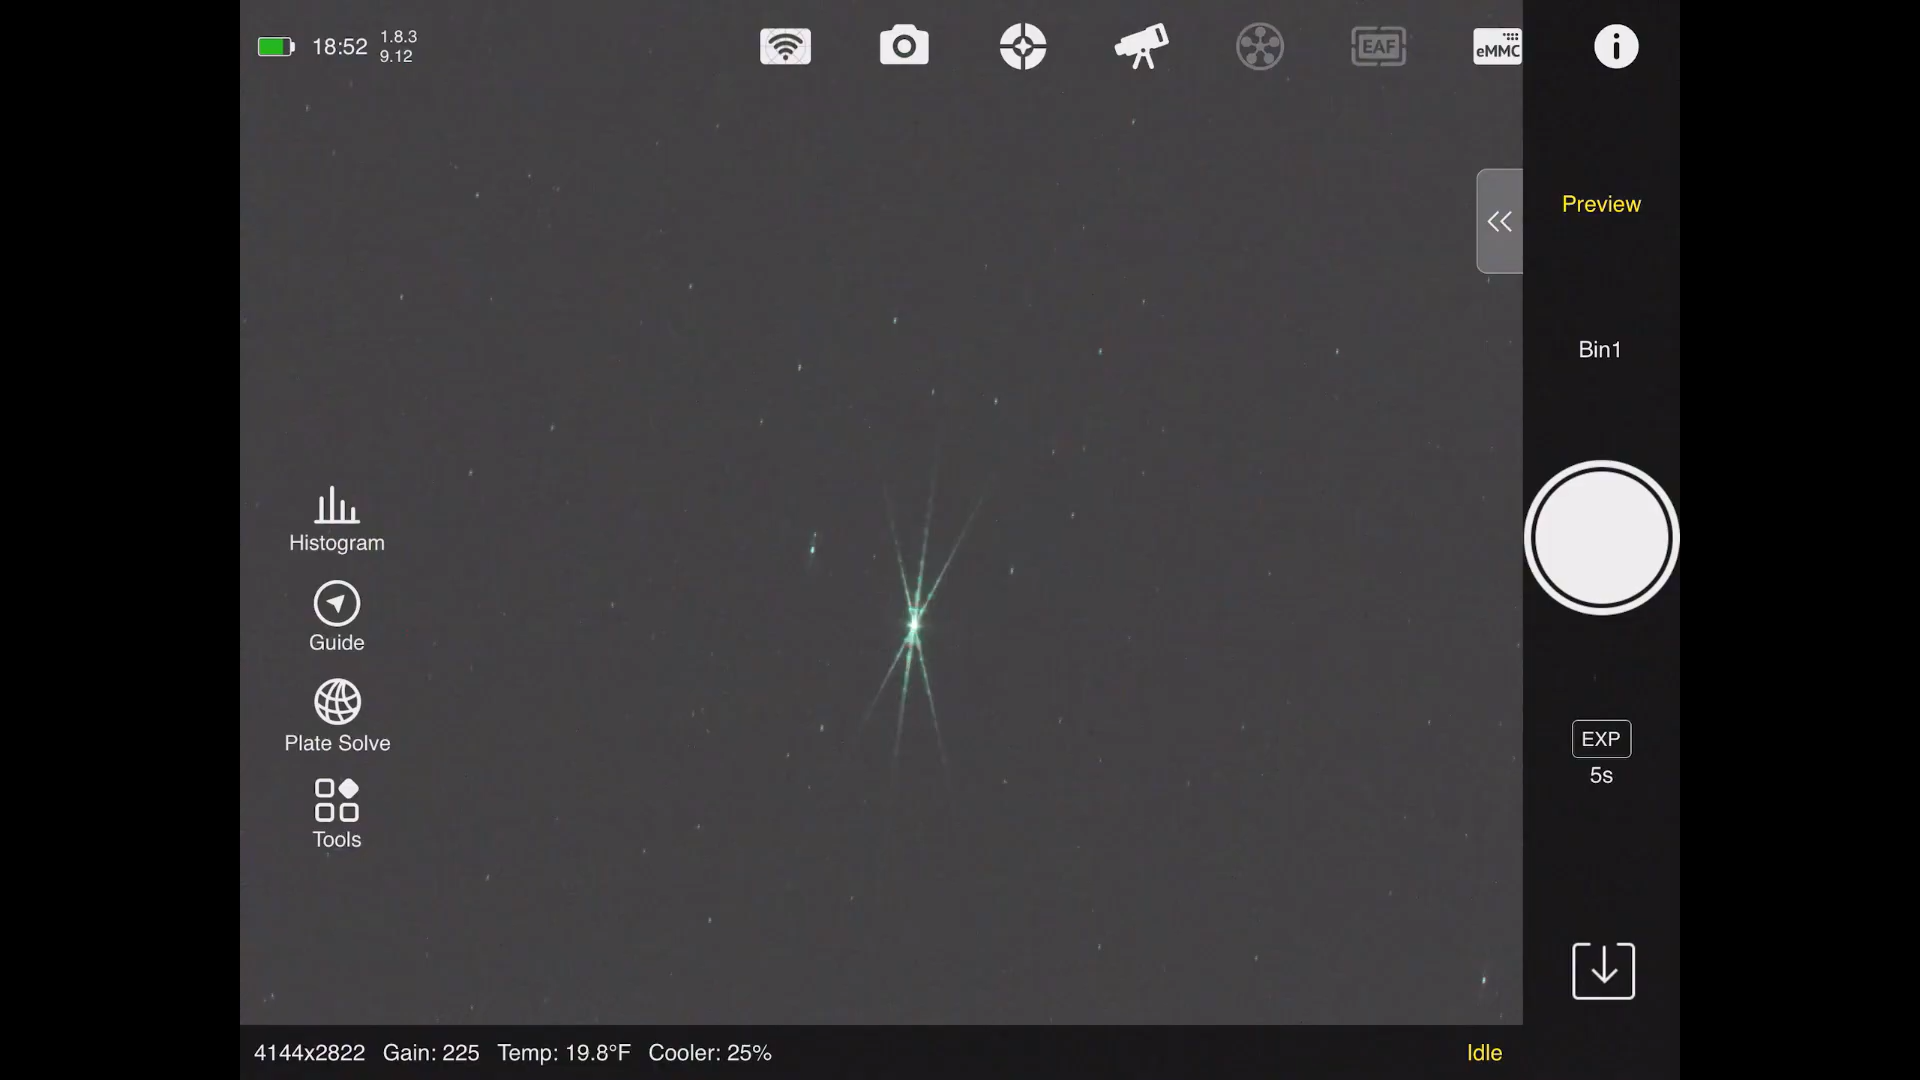 18:52
1.8.3
9.12
EAF
eMMC
Preview
Bin1
Histogram
Guide
Plate Solve
EXP
5s
Tools
4144x2822 Gain: 225 Temp: 19.8°F Cooler: 25%
Idle